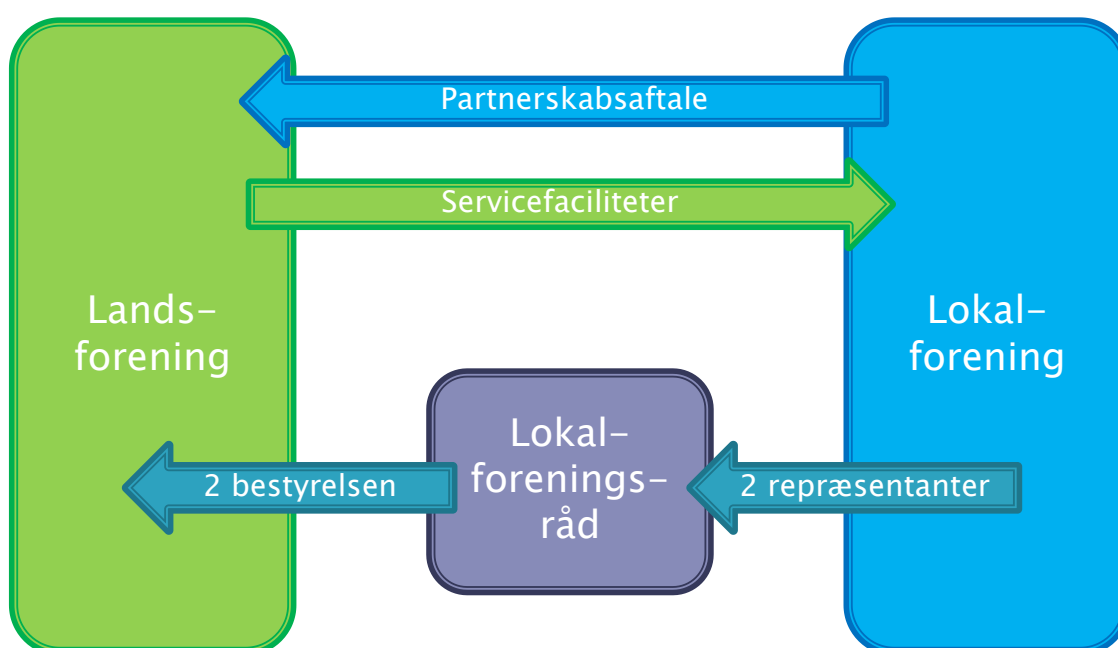 Partnerskabsaftale
Servicefaciliteter
Lands-
forening
Lokal-
forening
Lokal-
forenings-
råd
2 bestyrelsen
2 repræsentanter